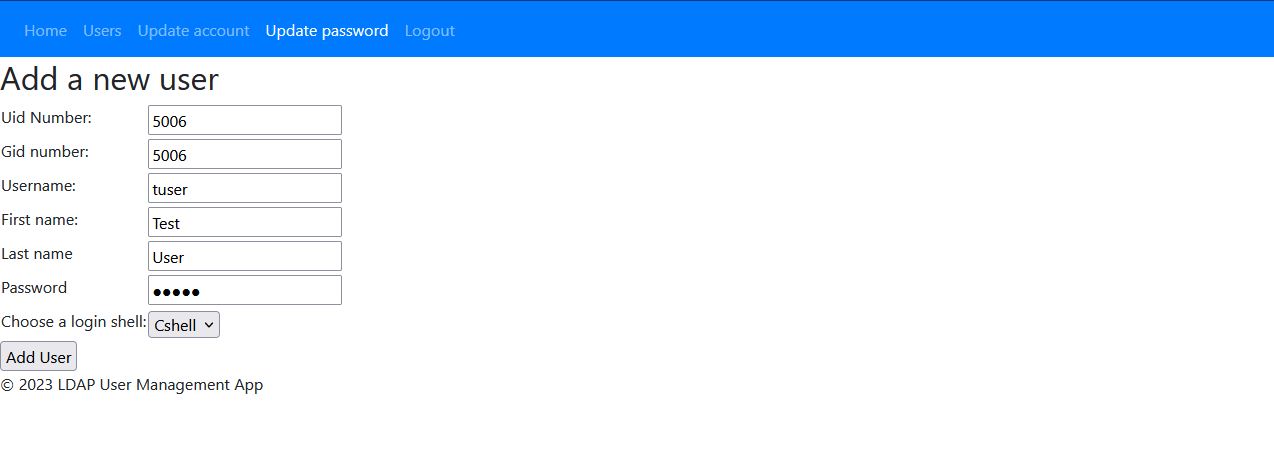 Home Users Update account Update password Logout
Add a new user
Uid Number: 5006
Gid number: 5006
Username: tuser
First name: Test
Last name User
Password •••••
Choose a login shell: Cshell
Add User
© 2023 LDAP User Management App